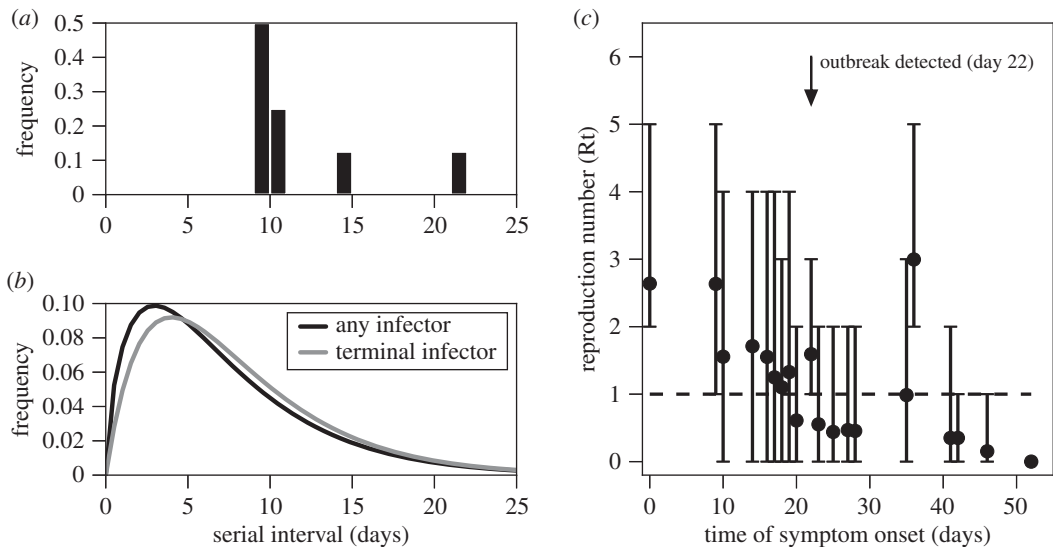 (a)
0.5
0.4
0.3
0.2
0.1
0
frequency
0 5 10 15 20 25
(b)
0.10
0.08
0.06
0.04
0.02
0
frequency
any infector
terminal infector
0 5 10 15 20 25
serial interval (days)
(c)
6
5
4
3
2
1
0
reproduction number (Rt)
outbreak detected (day 22)
0 10 20 30 40 50
time of symptom onset (days)